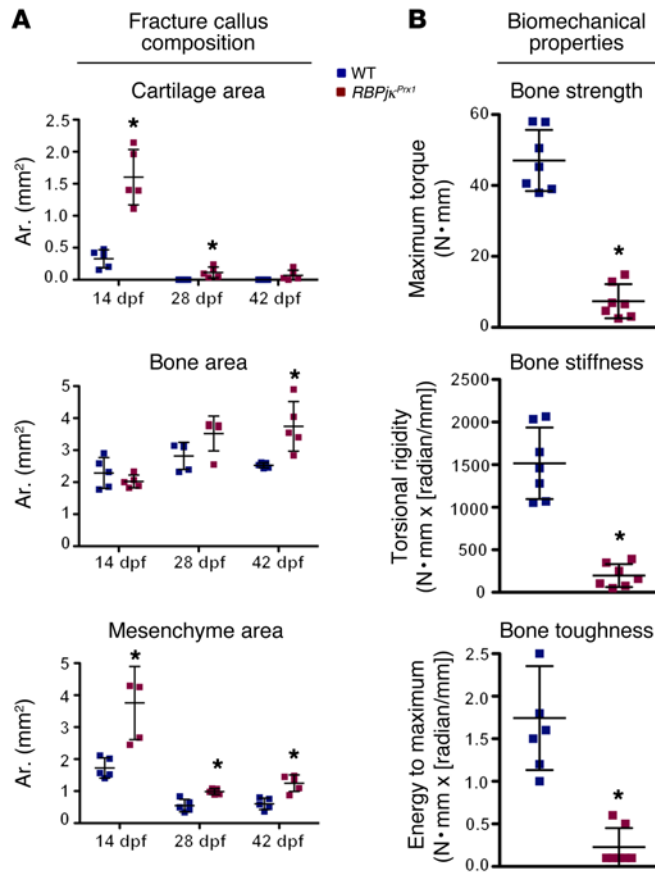 A
Fracture callus
composition
WT
RBPjκ^Prx1
Cartilage area
Ar. (mm²)
2.5
2.0
1.5
1.0
0.5
0.0
*
*
14 dpf 28 dpf 42 dpf
Bone area
Ar. (mm²)
5
4
3
2
1
0
*
14 dpf 28 dpf 42 dpf
Mesenchyme area
Ar. (mm²)
5
4
3
2
1
0
*
*
*
14 dpf 28 dpf 42 dpf
B
Biomechanical
properties
Bone strength
Maximum torque
(N•mm)
60
40
20
0
*
Bone stiffness
Torsional rigidity
(N•mm x [radian/mm])
2500
1500
1000
500
0
*
Bone toughness
Energy to maximum
(N•mm x [radian/mm])
2.5
2.0
1.5
1.0
0.5
0.0
*